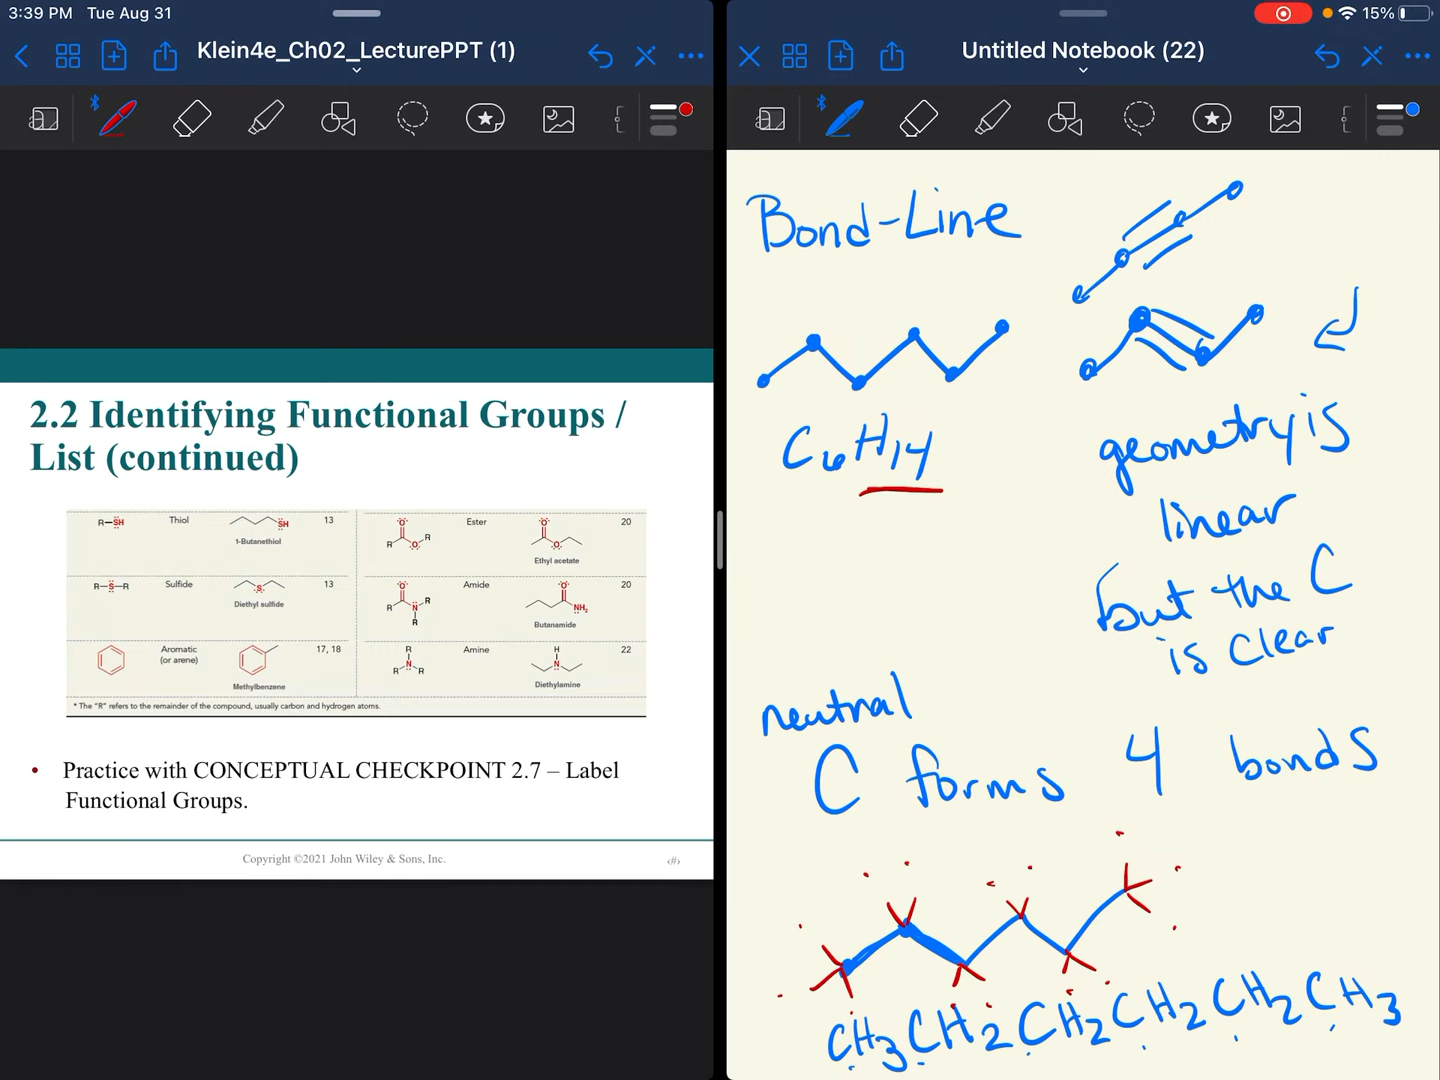 3:39 PM Tue Aug 31
15%
Klein4e_Ch02_LecturePPT (1)
2.2 Identifying Functional Groups /
List (continued)
R—SH Thiol SH 13
1-Butanethiol
R—S—R Sulfide S 13
Diethyl sulfide
Aromatic
(or arene) 17, 18
Methylbenzene
O
R O R Ester O O 20
Ethyl acetate
O
R N R
R Amide O NH₂ 20
Butanamide
R
R N R Amine H
N 22
Diethylamine
* The "R" refers to the remainder of the compound, usually carbon and hydrogen atoms.
• Practice with CONCEPTUAL CHECKPOINT 2.7 – Label
Functional Groups.
Copyright ©2021 John Wiley & Sons, Inc.
‹#›
Untitled Notebook (22)
Bond-Line
C6H14
geometry is
linear
but the C
is clear
neutral
C forms 4 bonds
CH3CH2CH2CH2CH2CH3